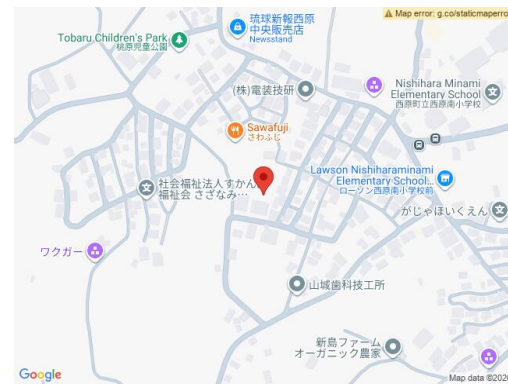 Map error: g.co/staticmaperro
琉球新報西原
中央販売店
Newsstand
Tobaru Children's Park
桃原児童公園
(株)電装技研
Nishihara Minami
Elementary School
西原町立西原南小学校
Sawafuji
さわふじ
Lawson Nishiharaminami
Elementary School...
ローソン西原南小学校前
社会福祉法人すかん
福祉会 さざなみ…
がじゃほいくえん
ワクガー
山城歯科技工所
新島ファーム
オーガニック農家
Google
Map data ©2026